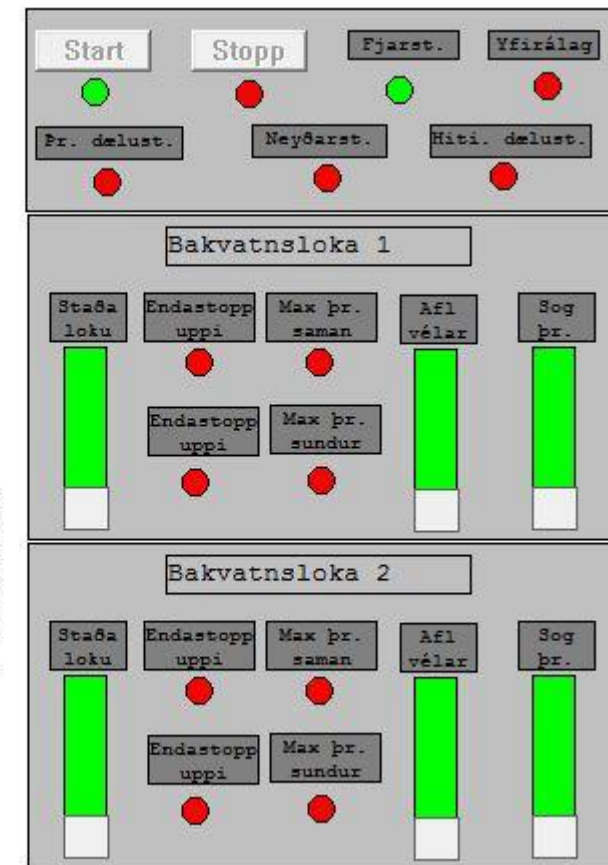 Start Stopp Fjarst. Yfirálag
Þr. dælust. Neyðarst. Hiti. dælust.
Bakvatnsloka 1
Staða loku
Endastopp uppi
Max þr. saman
Afl vélar
Sog þr.
Endastopp uppi
Max þr. sundur
Bakvatnsloka 2
Staða loku
Endastopp uppi
Max þr. saman
Afl vélar
Sog þr.
Endastopp uppi
Max þr. sundur